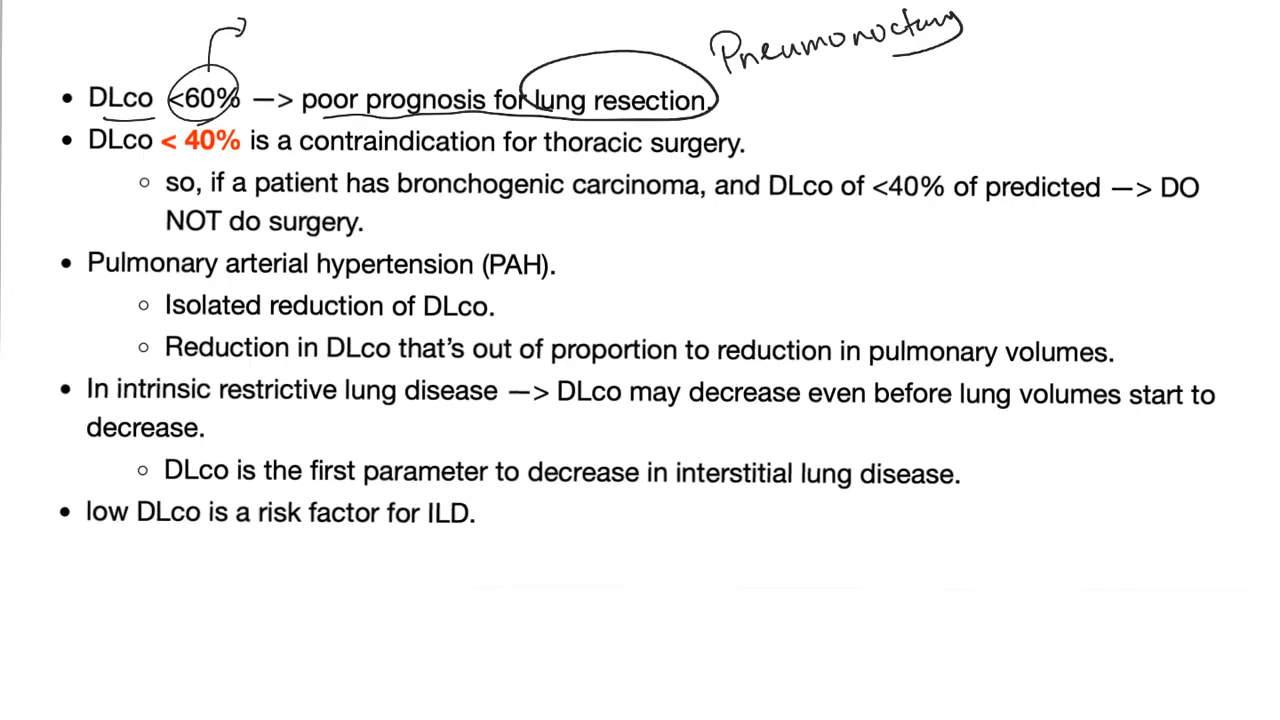 Pneumonoctomy
• DLco <60% —> poor prognosis for lung resection.
• DLco < 40% is a contraindication for thoracic surgery.
○ so, if a patient has bronchogenic carcinoma, and DLco of <40% of predicted —> DO
NOT do surgery.
• Pulmonary arterial hypertension (PAH).
○ Isolated reduction of DLco.
○ Reduction in DLco that’s out of proportion to reduction in pulmonary volumes.
• In intrinsic restrictive lung disease —> DLco may decrease even before lung volumes start to
decrease.
○ DLco is the first parameter to decrease in interstitial lung disease.
• low DLco is a risk factor for ILD.